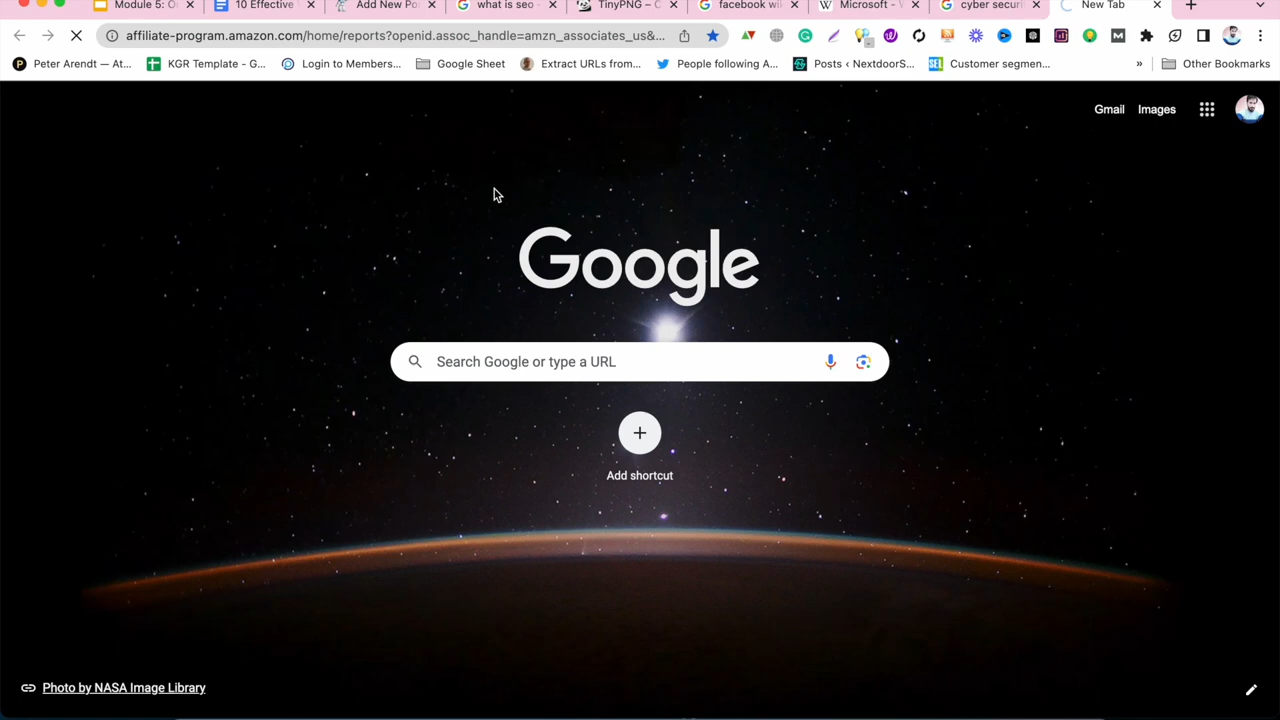 Module 5: O
10 Effective
Add New Po
what is seo -
TinyPNG – C
facebook wi
Microsoft - V
cyber securi
New Tab
affiliate-program.amazon.com/home/reports?openid.assoc_handle=amzn_associates_us&...
Peter Arendt — At...
KGR Template - G...
Login to Members...
Google Sheet
Extract URLs from...
People following A...
Posts ‹ NextdoorS...
SEL
Customer segmen...
»
Other Bookmarks
Gmail
Images
Google
Search Google or type a URL
Add shortcut
Photo by NASA Image Library